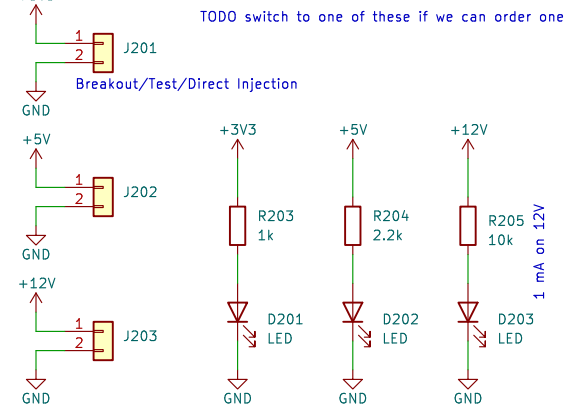 TODO switch to one of these if we can order one
1
2
J201
Breakout/Test/Direct Injection
GND
+5V
1
2
J202
GND
+12V
1
2
J203
GND
+3V3
R203
1k
D201
LED
GND
+5V
R204
2.2k
D202
LED
GND
+12V
R205
10k
1 mA on 12V
D203
LED
GND